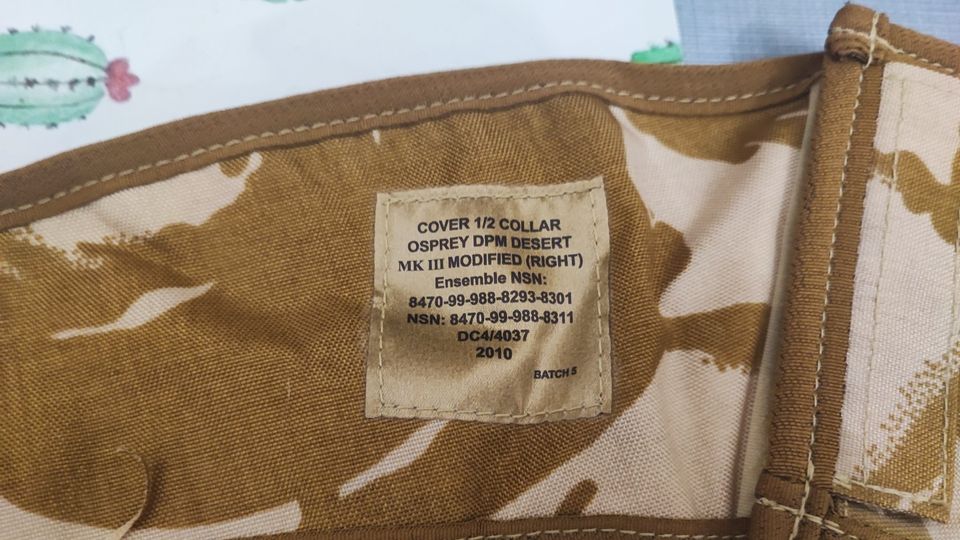 COVER 1/2 COLLAR
OSPREY DPM DESERT
MK III MODIFIED (RIGHT)
Ensemble NSN:
8470-99-988-8293-8301
NSN: 8470-99-988-8311
DC4/4037
2010
BATCH 5